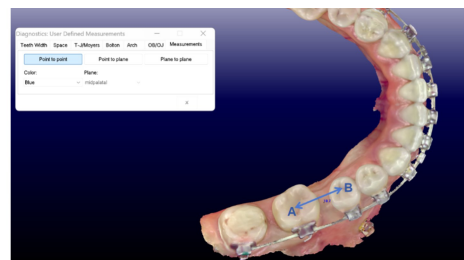 Diagnostics: User Defined Measurements
Teeth Width Space T-J/Moyers Bolton Arch OB/OJ Measurements
Point to point Point to plane Plane to plane
Color: Plane:
Blue midpalatal
A B